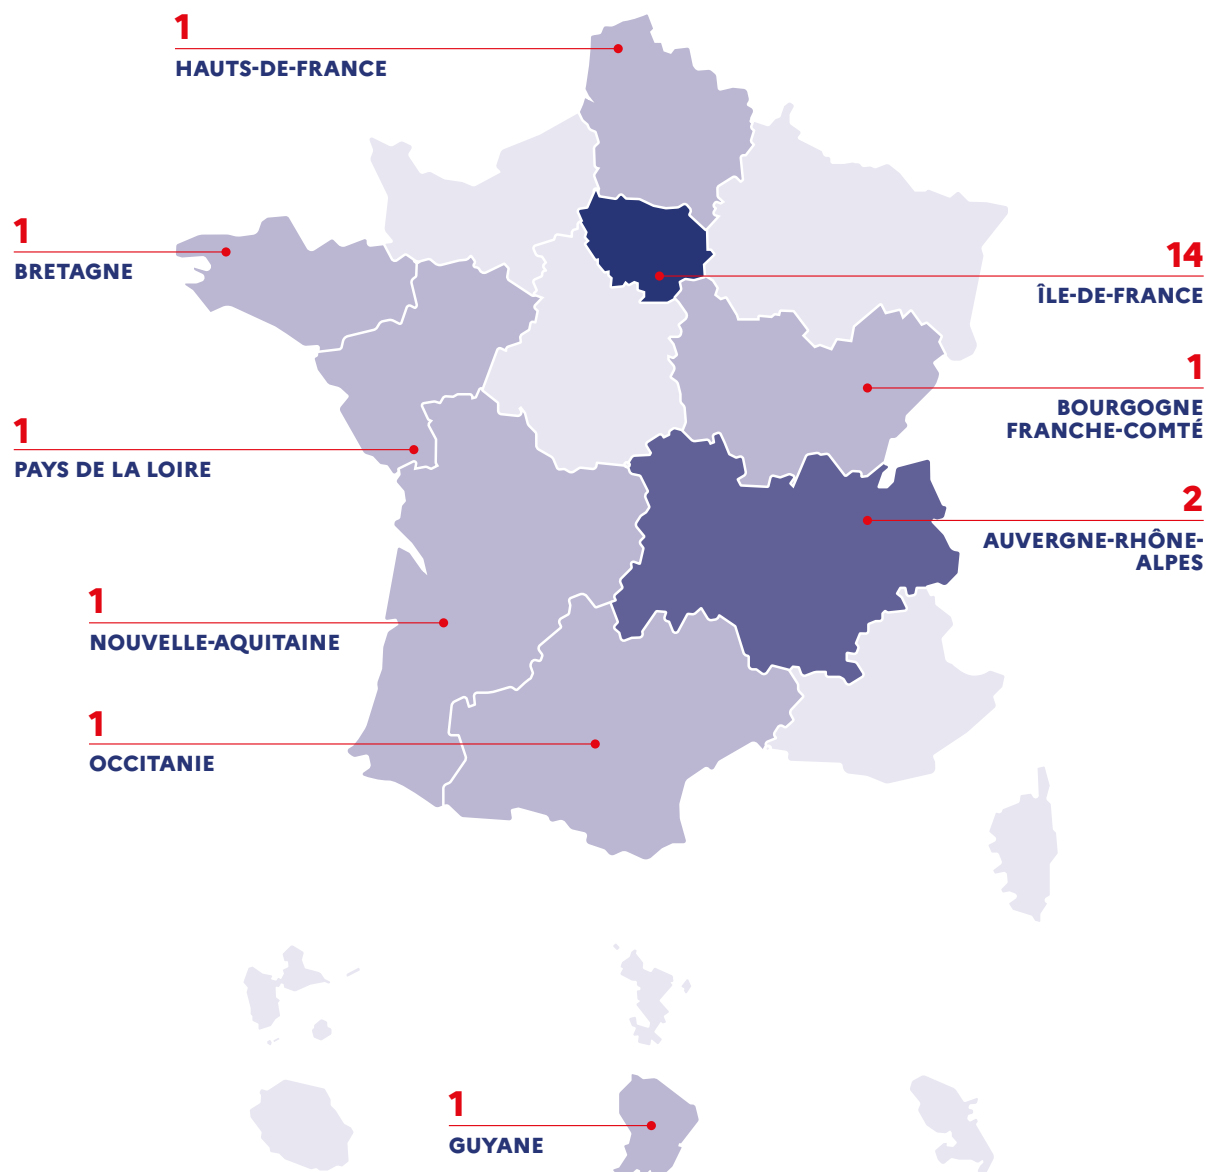 1
HAUTS-DE-FRANCE
1
BRETAGNE
14
ÎLE-DE-FRANCE
1
BOURGOGNE
FRANCHE-COMTÉ
1
PAYS DE LA LOIRE
2
AUVERGNE-RHÔNE-
ALPES
1
NOUVELLE-AQUITAINE
1
OCCITANIE
1
GUYANE